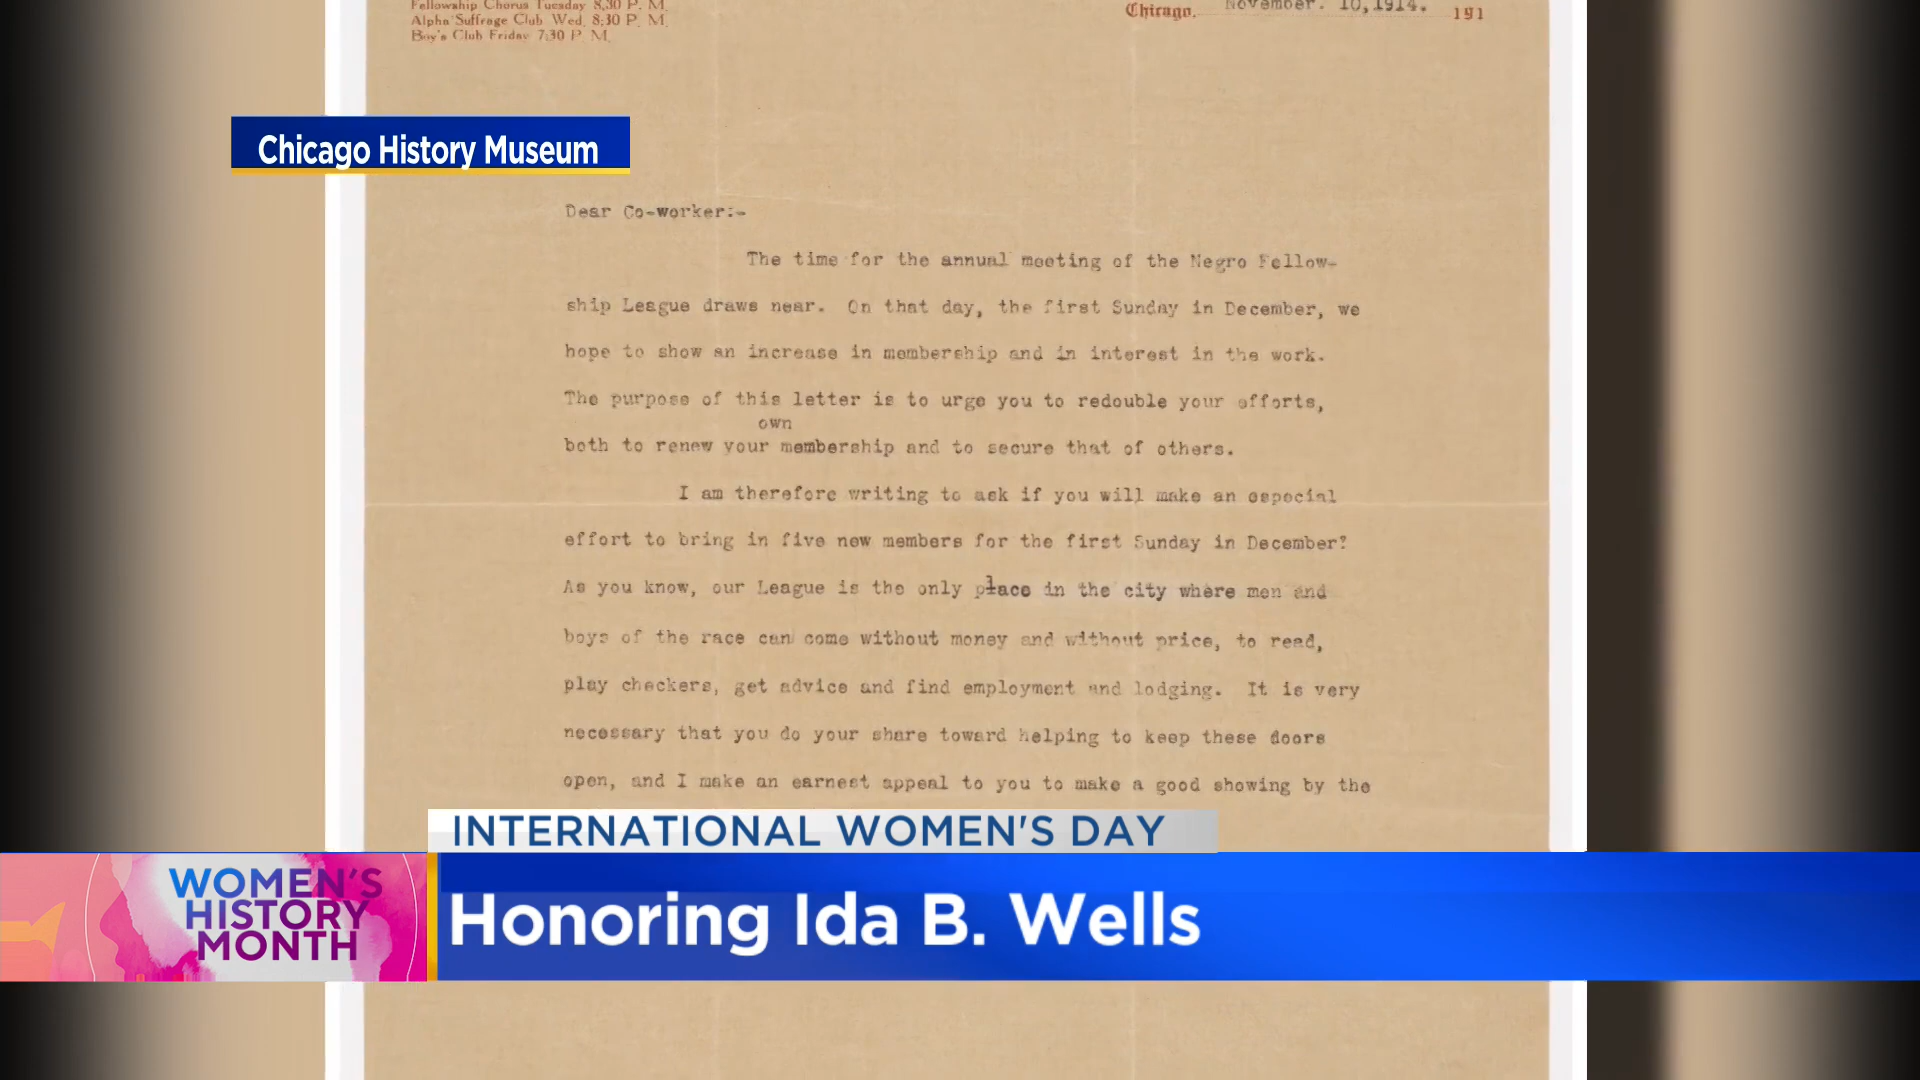 Fellowship Chorus Tuesday 8,30 P. M.
Alpha Suffrage Club Wed. 8:30 P. M.
Boy's Club Friday 7:30 P. M.
Chicago, November. 10,1914. 191
Chicago History Museum
Dear Co-worker:-
The time for the annual meeting of the Negro Fellow-
ship League draws near. On that day, the first Sunday in December, we
hope to show an increase in membership and in interest in the work.
The purpose of this letter is to urge you to redouble your efforts,
own
both to renew your membership and to secure that of others.
I am therefore writing to ask if you will make an especial
effort to bring in five new members for the first Sunday in December?
As you know, our League is the only place in the city where men and
boys of the race can come without money and without price, to read,
play checkers, get advice and find employment and lodging. It is very
necessary that you do your share toward helping to keep these doors
open, and I make an earnest appeal to you to make a good showing by the
INTERNATIONAL WOMEN'S DAY
WOMEN'S
HISTORY
MONTH
Honoring Ida B. Wells